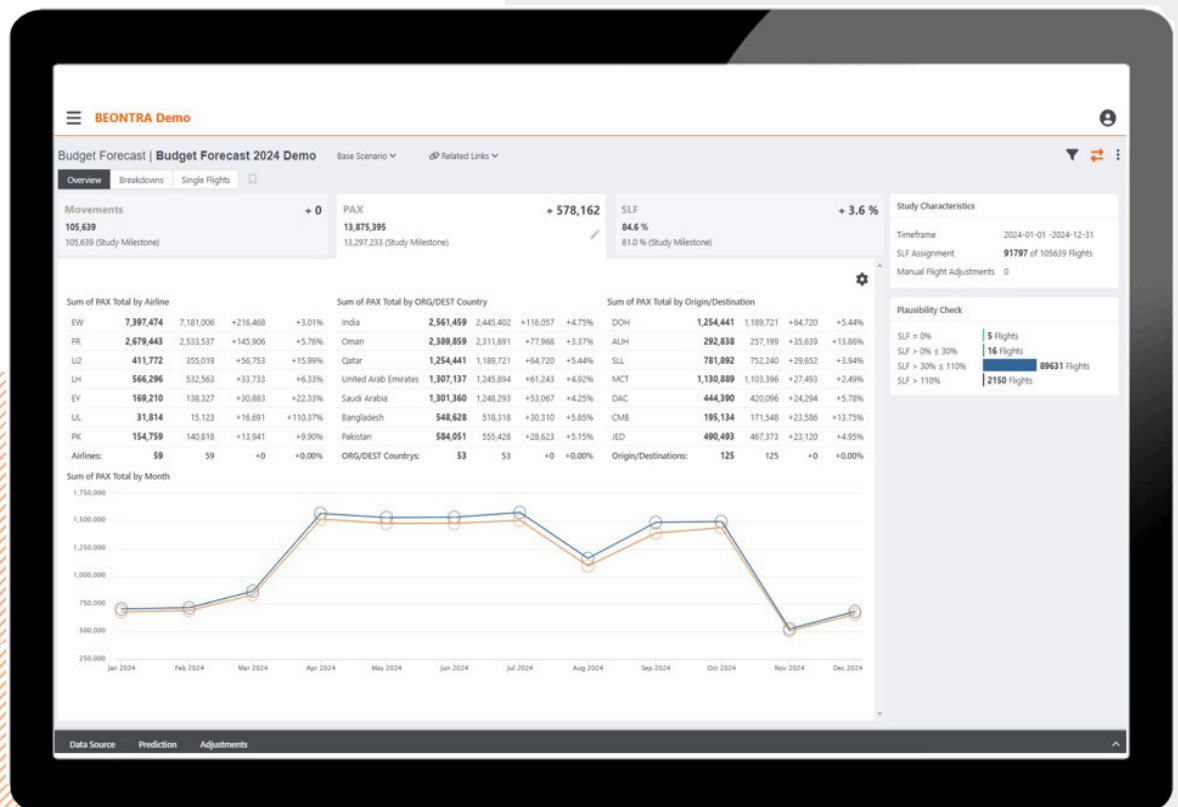 BEONTRA Demo
Budget Forecast | Budget Forecast 2024 Demo Base Scenario Related Links
Overview Breakdowns Single Flights
Movements + 0
105,639
105,639 (Study Milestone)
PAX + 578,162
13,875,395
13,297,233 (Study Milestone)
SLF + 3.6 %
84.6 %
81.0 % (Study Milestone)
Study Characteristics
Timeframe 2024-01-01 -2024-12-31
SLF Assignment 91797 of 105639 Flights
Manual Flight Adjustments 0
Plausibility Check
SLF = 0% 5 Flights
SLF > 0% ≤ 30% 16 Flights
SLF > 30% ≤ 110% 89631 Flights
SLF > 110% 2150 Flights
Sum of PAX Total by Airline
EW 7,397,474 7,181,006 +216,468 +3.01%
FR 2,679,443 2,533,537 +145,906 +5.76%
U2 411,772 355,019 +56,753 +15.99%
LH 566,296 532,563 +33,733 +6.33%
EY 169,210 138,327 +30,883 +22.33%
UL 31,814 15,123 +16,691 +110.37%
PK 154,759 140,818 +13,941 +9.90%
Airlines: 59 59 +0 +0.00%
Sum of PAX Total by ORG/DEST Country
India 2,561,459 2,445,402 +116,057 +4.75%
Oman 2,389,859 2,311,891 +77,968 +3.37%
Qatar 1,254,441 1,189,721 +64,720 +5.44%
United Arab Emirates 1,307,137 1,245,894 +61,243 +4.92%
Saudi Arabia 1,301,360 1,248,293 +53,067 +4.25%
Bangladesh 548,628 518,318 +30,310 +5.85%
Pakistan 584,051 555,428 +28,623 +5.15%
ORG/DEST Countrys: 53 53 +0 +0.00%
Sum of PAX Total by Origin/Destination
DOH 1,254,441 1,189,721 +64,720 +5.44%
AUH 292,838 257,199 +35,639 +13.86%
SLL 781,892 752,240 +29,652 +3.94%
MCT 1,130,889 1,103,396 +27,493 +2.49%
DAC 444,390 420,096 +24,294 +5.78%
CMB 195,134 171,548 +23,586 +13.75%
JED 490,493 467,373 +23,120 +4.95%
Origin/Destinations: 125 125 +0 +0.00%
Sum of PAX Total by Month
1,750,000
1,500,000
1,250,000
1,000,000
750,000
500,000
250,000
Jan 2024 Feb 2024 Mar 2024 Apr 2024 May 2024 Jun 2024 Jul 2024 Aug 2024 Sep 2024 Oct 2024 Nov 2024 Dec 2024
Data Source Prediction Adjustments